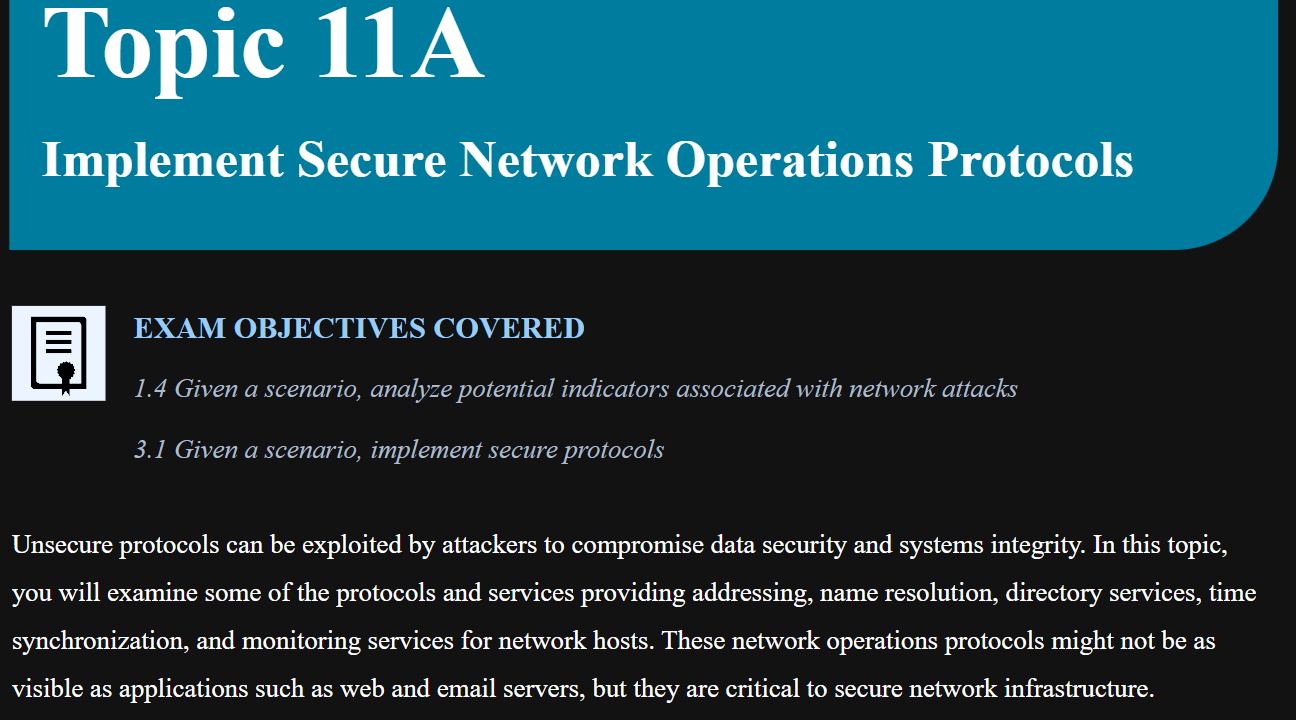 Topic 11A
Implement Secure Network Operations Protocols
EXAM OBJECTIVES COVERED
1.4 Given a scenario, analyze potential indicators associated with network attacks
3.1 Given a scenario, implement secure protocols
Unsecure protocols can be exploited by attackers to compromise data security and systems integrity. In this topic,
you will examine some of the protocols and services providing addressing, name resolution, directory services, time
synchronization, and monitoring services for network hosts. These network operations protocols might not be as
visible as applications such as web and email servers, but they are critical to secure network infrastructure.